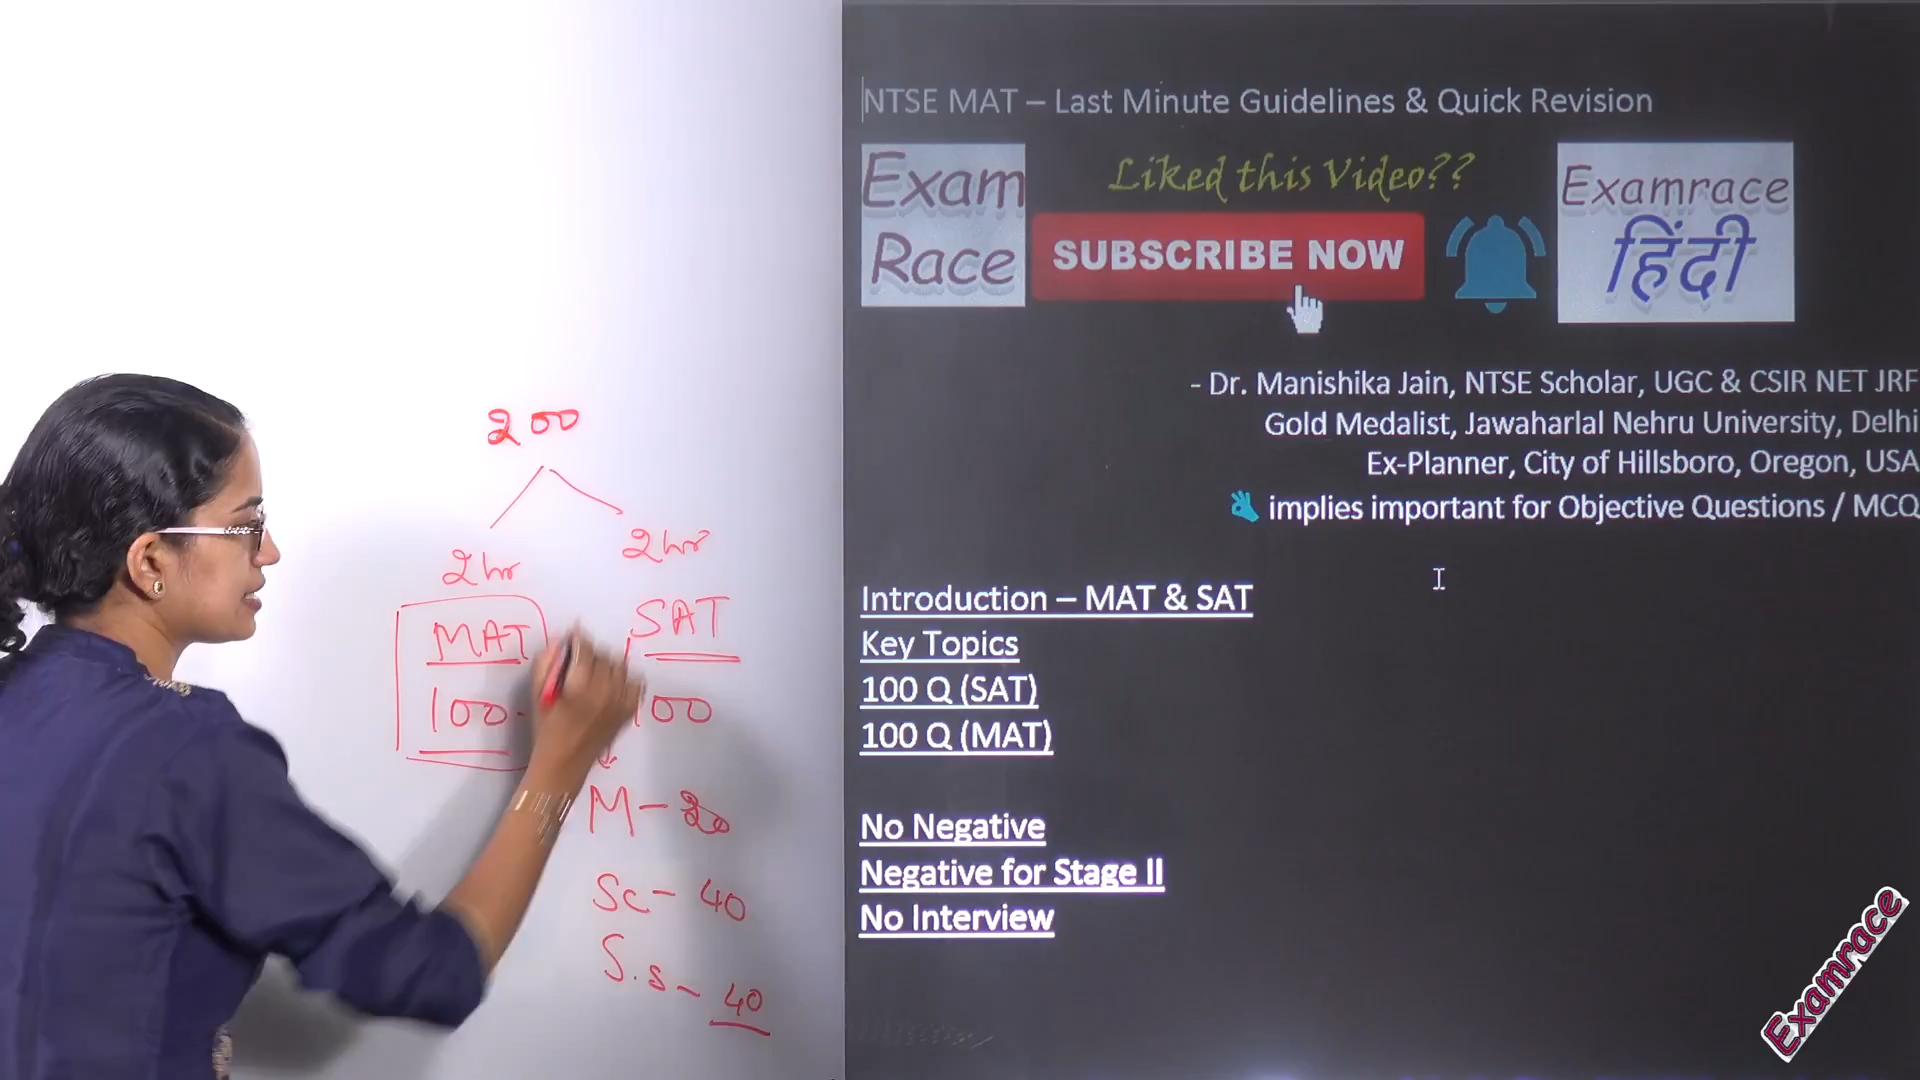 200
2hr 2hr
MAT SAT
100 100
M - 20
Sc - 40
S.s - 40
NTSE MAT – Last Minute Guidelines & Quick Revision
Exam
Race
Liked this Video??
SUBSCRIBE NOW
Examrace
हिंदी
- Dr. Manishika Jain, NTSE Scholar, UGC & CSIR NET JRF
Gold Medalist, Jawaharlal Nehru University, Delhi
Ex-Planner, City of Hillsboro, Oregon, USA
implies important for Objective Questions / MCQ
Introduction – MAT & SAT
Key Topics
100 Q (SAT)
100 Q (MAT)
No Negative
Negative for Stage II
No Interview
Examrace